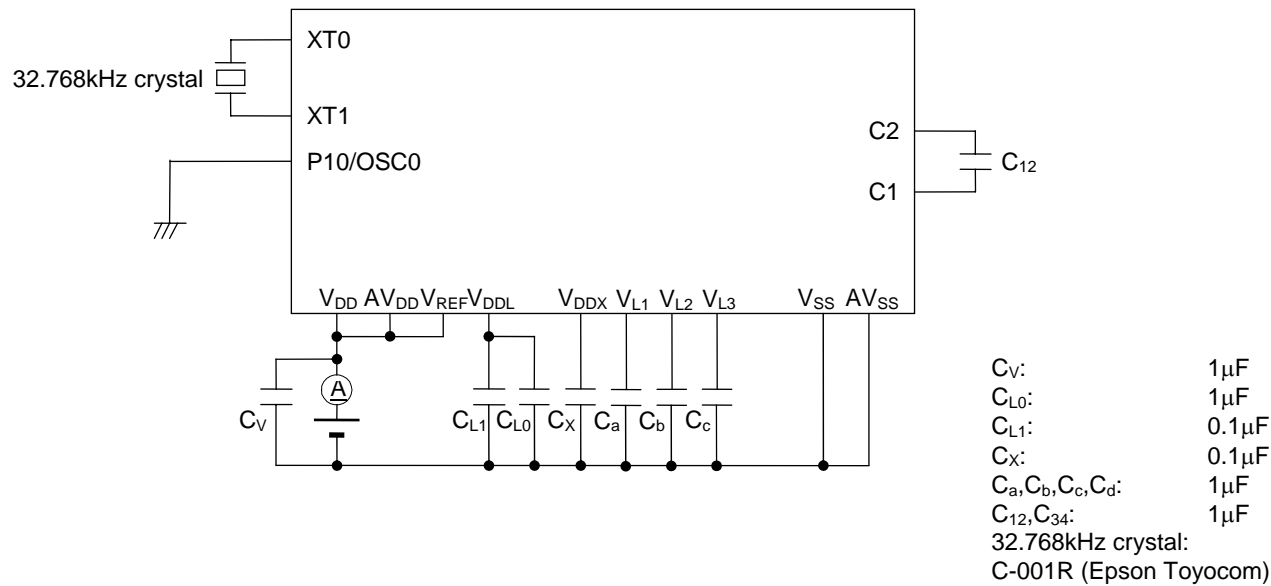 XT0
32.768kHz crystal
XT1
P10/OSC0
C2
C12
C1
VDD AVDD VREF VDDL VDDX VL1 VL2 VL3 VSS AVSS
A
CV CL1 CL0 CX Ca Cb Cc
CV: 1μF
CL0: 1μF
CL1: 0.1μF
CX: 0.1μF
Ca,Cb,Cc,Cd: 1μF
C12,C34: 1μF
32.768kHz crystal:
C-001R (Epson Toyocom)